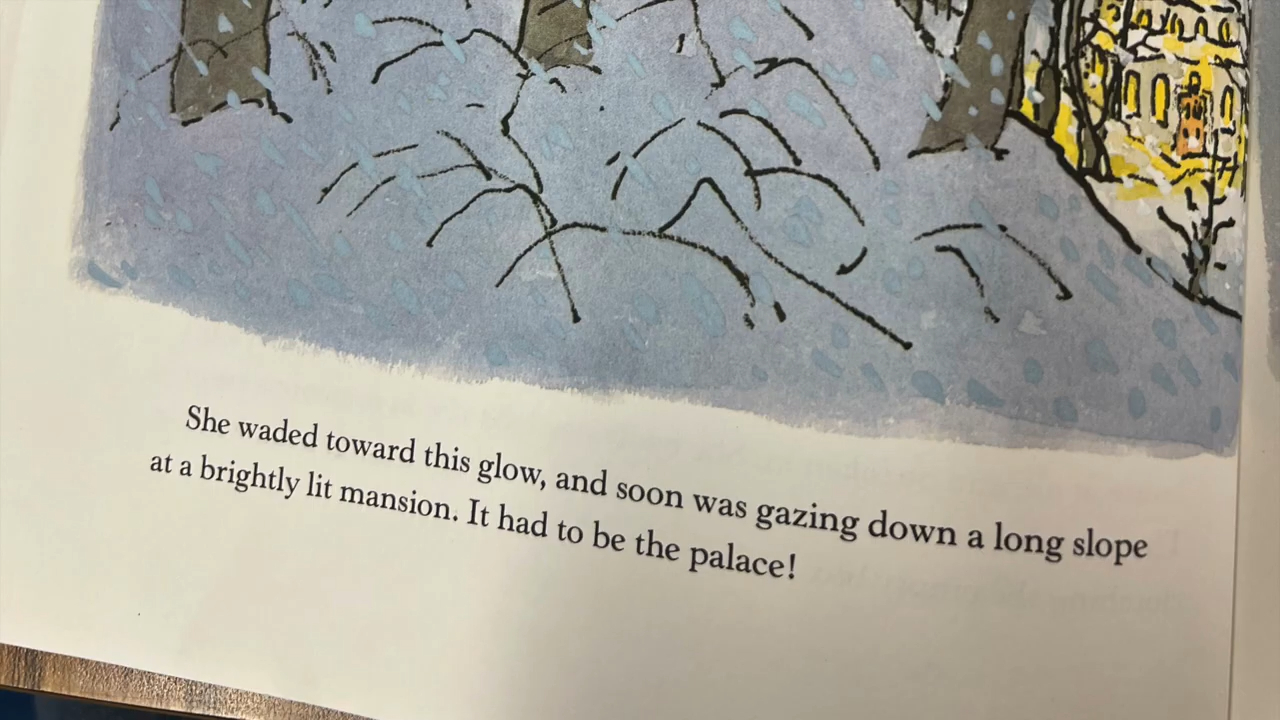 She waded toward this glow, and soon was gazing down a long slope
at a brightly lit mansion. It had to be the palace!